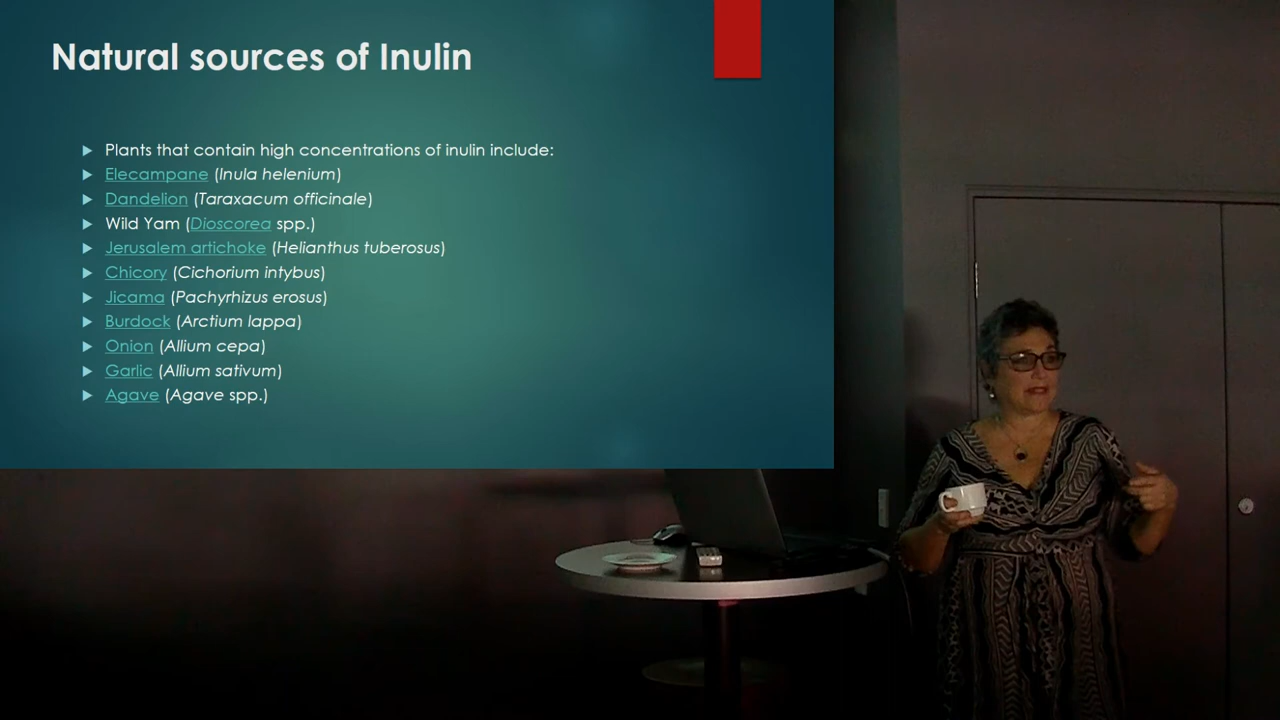 Natural sources of Inulin
Plants that contain high concentrations of inulin include:
Elecampane (Inula helenium)
Dandelion (Taraxacum officinale)
Wild Yam (Dioscorea spp.)
Jerusalem artichoke (Helianthus tuberosus)
Chicory (Cichorium intybus)
Jicama (Pachyrhizus erosus)
Burdock (Arctium lappa)
Onion (Allium cepa)
Garlic (Allium sativum)
Agave (Agave spp.)